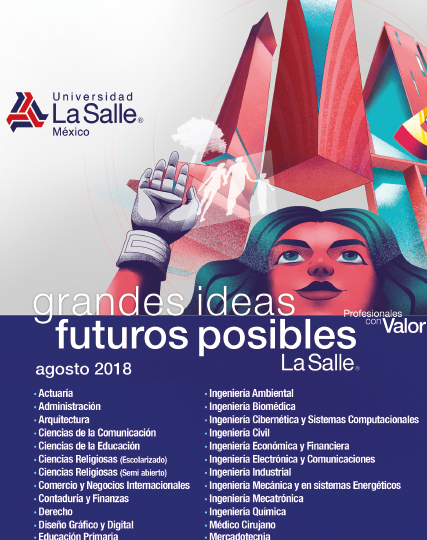 Universidad
La Salle®
México
grandes ideas
futuros posibles
Profesionales
con Valor
La Salle®
agosto 2018
· Actuaría
· Administración
· Arquitectura
· Ciencias de la Comunicación
· Ciencias de la Educación
· Ciencias Religiosas (Escolarizado)
· Ciencias Religiosas (Semi abierto)
· Comercio y Negocios Internacionales
· Contaduría y Finanzas
· Derecho
· Diseño Gráfico y Digital
· Educación Primaria
· Ingeniería Ambiental
· Ingeniería Biomédica
· Ingeniería Cibernética y Sistemas Computacionales
· Ingeniería Civil
· Ingeniería Económica y Financiera
· Ingeniería Electrónica y Comunicaciones
· Ingeniería Industrial
· Ingeniería Mecánica y en sistemas Energéticos
· Ingeniería Mecatrónica
· Ingeniería Química
· Médico Cirujano
· Mercadotecnia